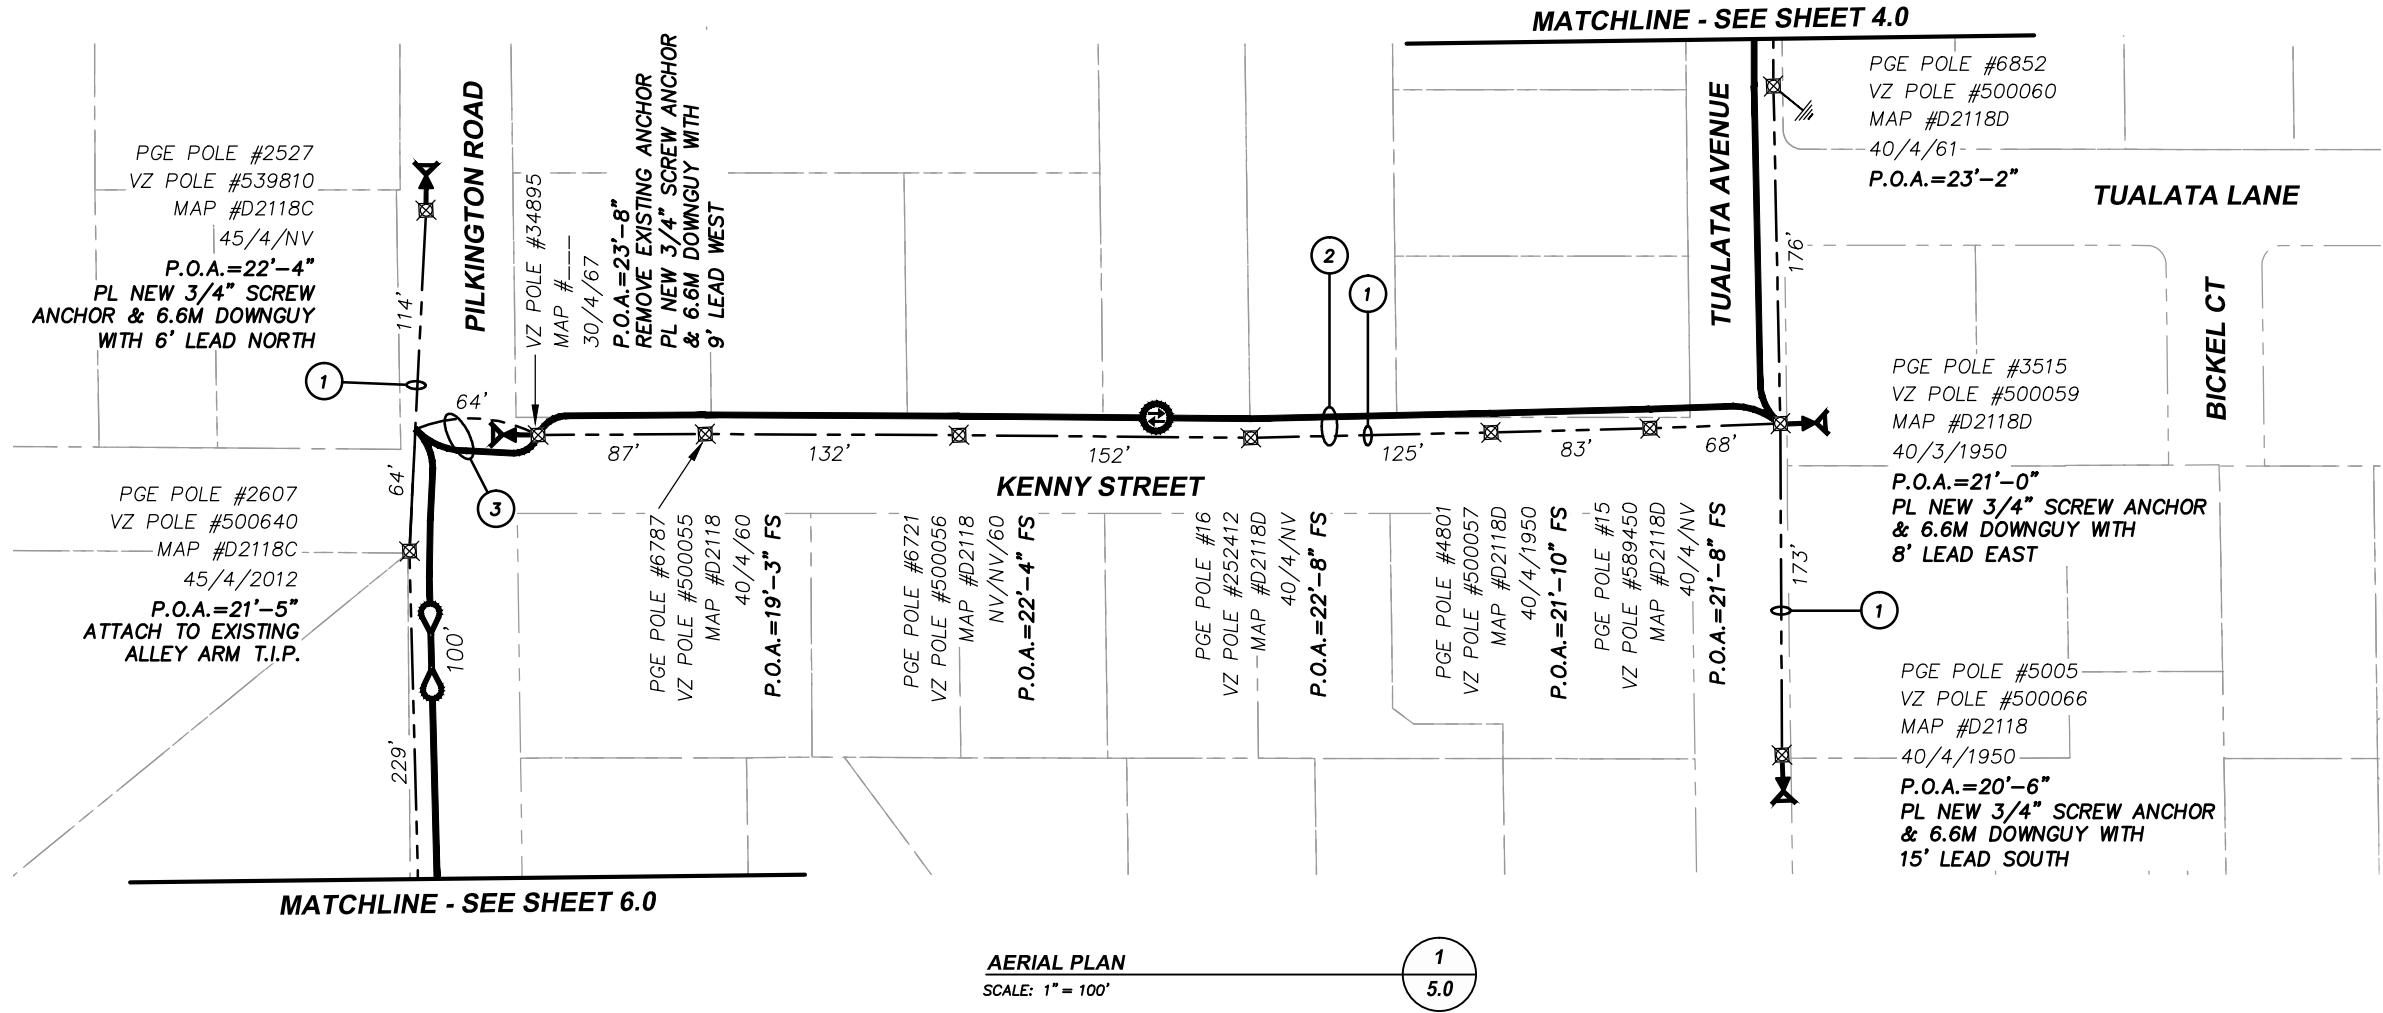 MATCHLINE - SEE SHEET 4.0
PGE POLE #2527
VZ POLE #539810
MAP #D2118C
45/4/NV
P.O.A.=22'-4"
PL NEW 3/4" SCREW
ANCHOR & 6.6M DOWNGUY
WITH 6' LEAD NORTH
114'
PILKINGTON ROAD
VZ POLE #34895
MAP #___
30/4/67
P.O.A.=23'-8"
REMOVE EXISTING ANCHOR
PL NEW 3/4" SCREW ANCHOR
& 6.6M DOWNGUY WITH
9' LEAD WEST
TUALATA AVENUE
PGE POLE #6852
VZ POLE #500060
MAP #D2118D
40/4/61
P.O.A.=23'-2"
TUALATA LANE
176'
BICKEL CT
1
2
1
64'
64'
3
87'
132'
152'
125'
83'
68'
KENNY STREET
PGE POLE #3515
VZ POLE #500059
MAP #D2118D
40/3/1950
P.O.A.=21'-0"
PL NEW 3/4" SCREW ANCHOR
& 6.6M DOWNGUY WITH
8' LEAD EAST
173'
1
PGE POLE #2607
VZ POLE #500640
MAP #D2118C
45/4/2012
P.O.A.=21'-5"
ATTACH TO EXISTING
ALLEY ARM T.I.P.
100'
229'
PGE POLE #6787
VZ POLE #500055
MAP #D2118
40/4/60
P.O.A.=19'-3" FS
PGE POLE #6721
VZ POLE #500056
MAP #D2118
NV/NV/60
P.O.A.=22'-4" FS
PGE POLE #16
VZ POLE #252412
MAP #D2118D
40/4/NV
P.O.A.=22'-8" FS
PGE POLE #4801
VZ POLE #500057
MAP #D2118D
40/4/1950
P.O.A.=21'-10" FS
PGE POLE #15
VZ POLE #589450
MAP #D2118D
40/4/NV
P.O.A.=21'-8" FS
PGE POLE #5005
VZ POLE #500066
MAP #D2118
40/4/1950
P.O.A.=20'-6"
PL NEW 3/4" SCREW ANCHOR
& 6.6M DOWNGUY WITH
15' LEAD SOUTH
MATCHLINE - SEE SHEET 6.0
AERIAL PLAN
SCALE: 1" = 100'
1
5.0